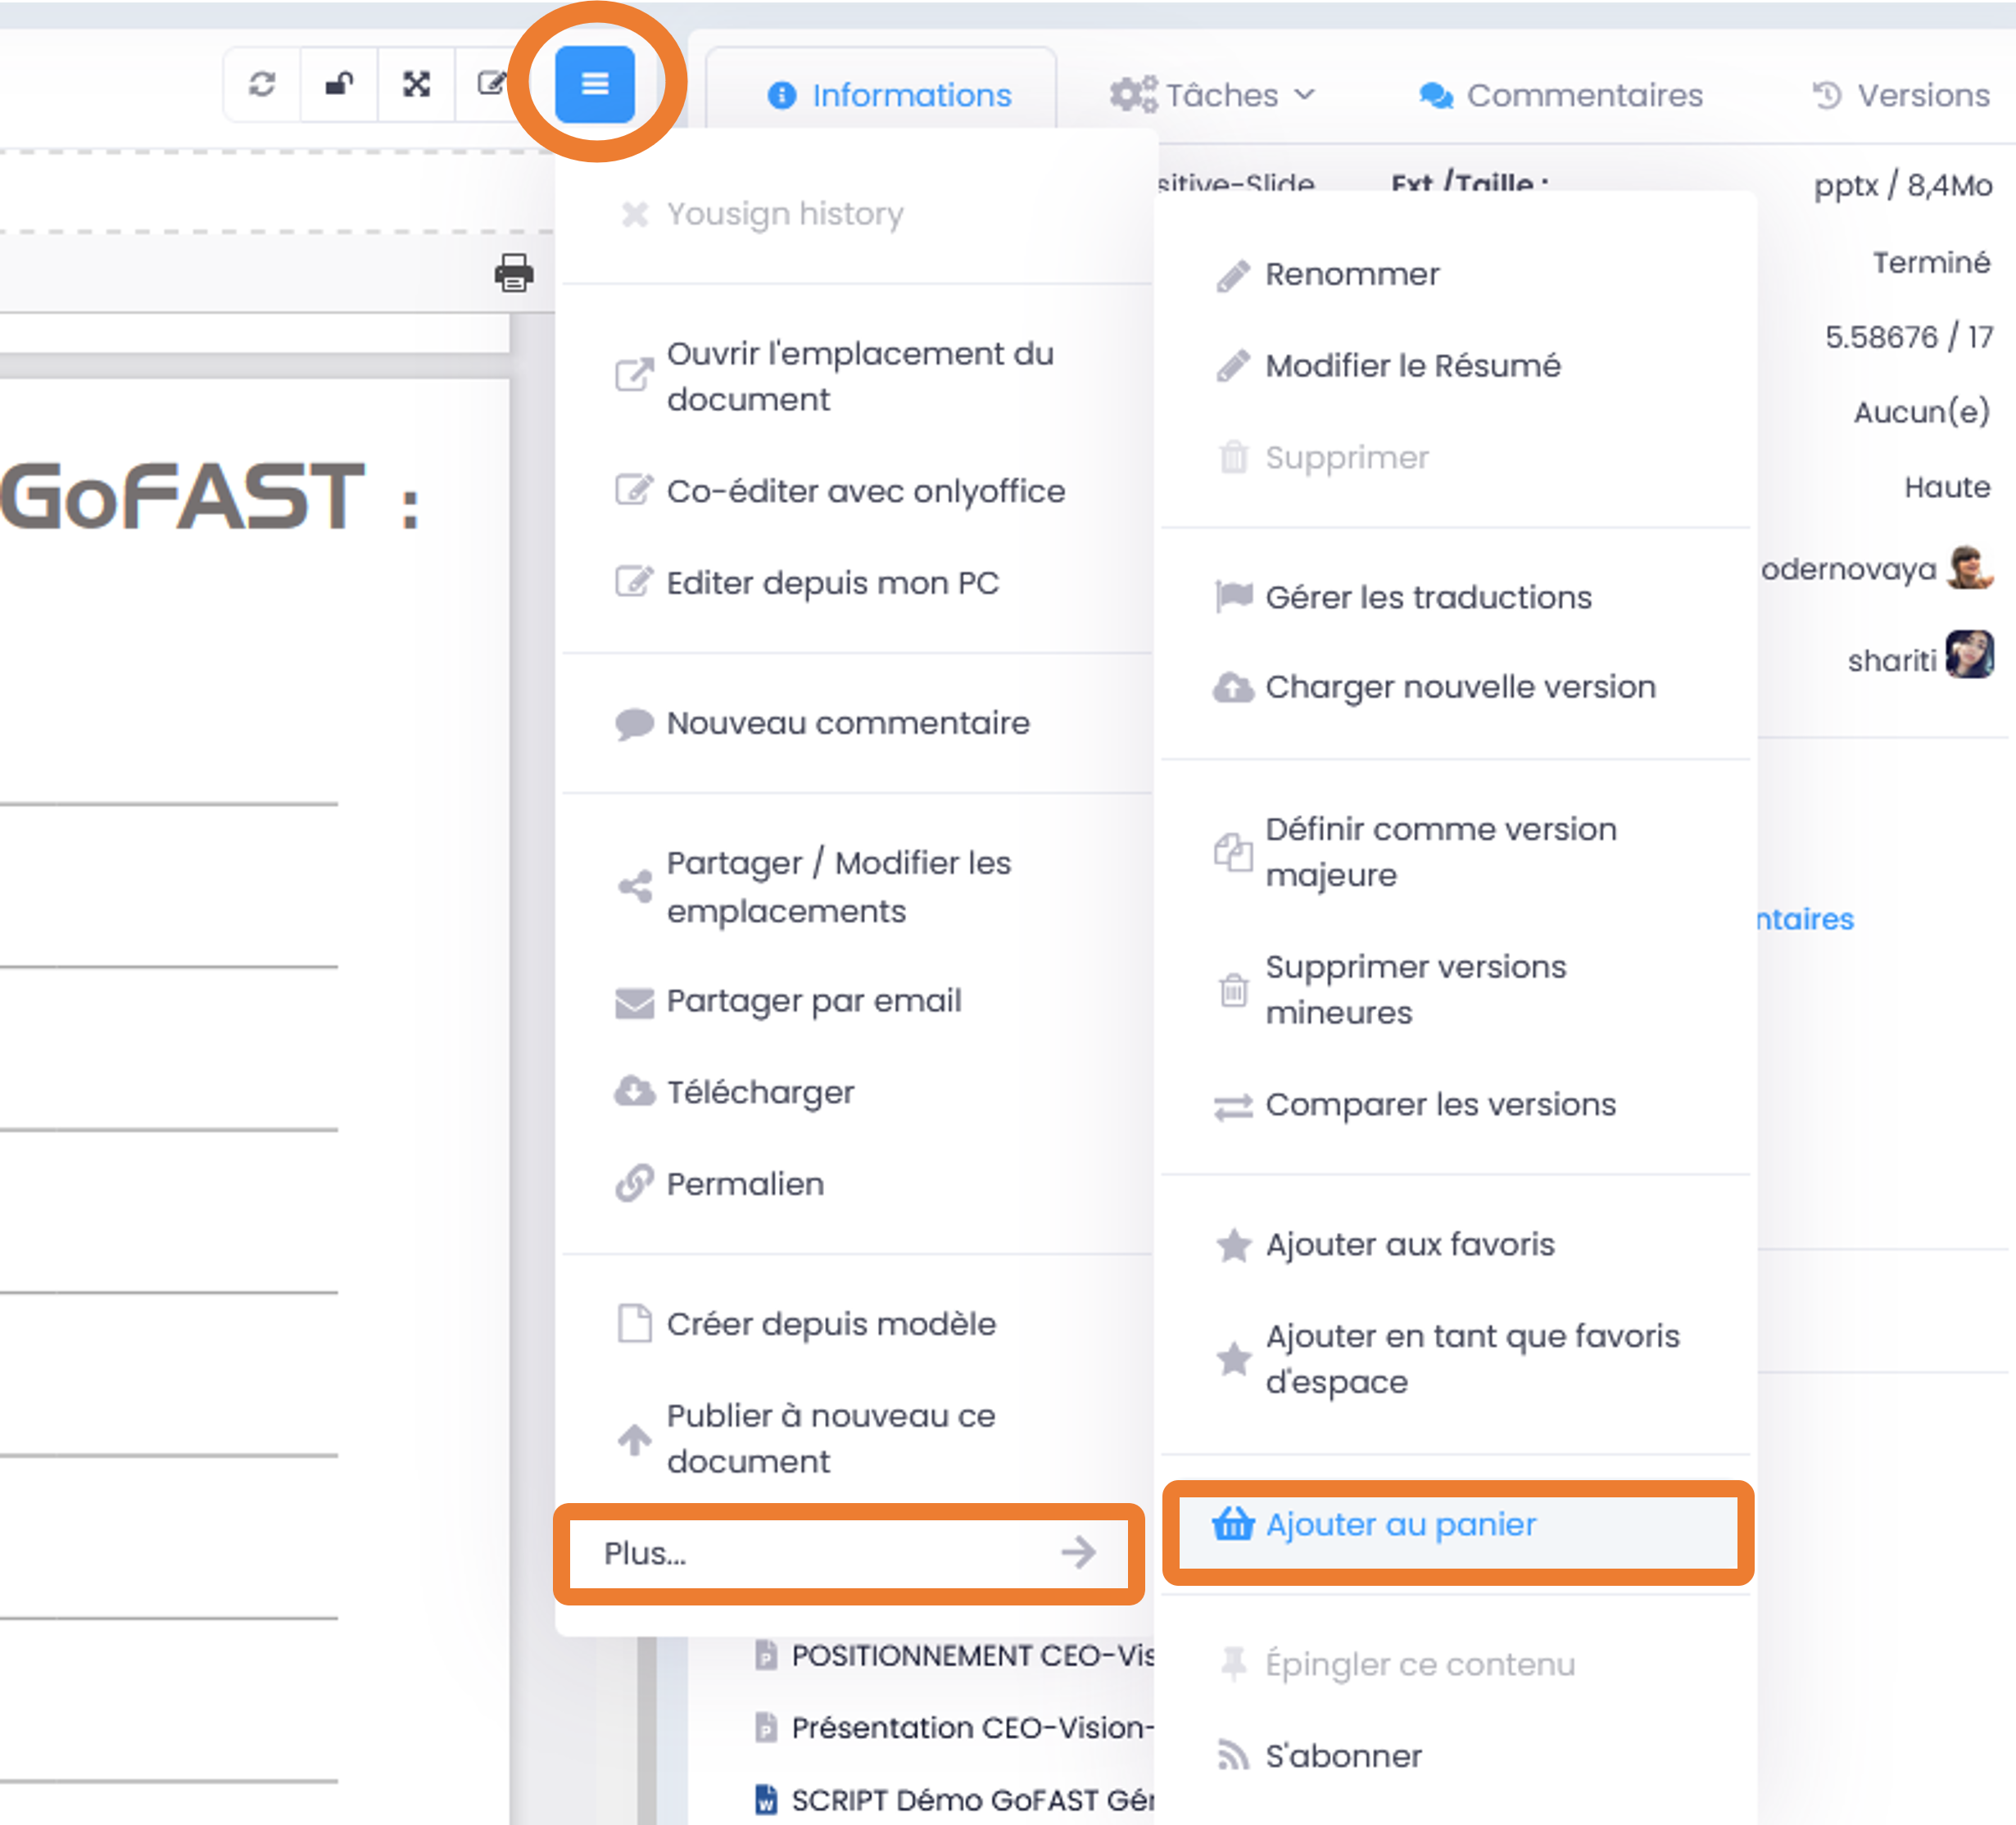 Informations
Tâches
Commentaires
Versions
Ext./Taille :
pptx / 8,4Mo
Terminé
5.58676 / 17
Aucun(e)
Haute
odernovaya
shariti
ntaires
GoFAST :
Yousign history
Ouvrir l'emplacement du
document
Co-éditer avec onlyoffice
Editer depuis mon PC
Nouveau commentaire
Partager / Modifier les
emplacements
Partager par email
Télécharger
Permalien
Créer depuis modèle
Publier à nouveau ce
document
Plus...
sitive-Slide
Renommer
Modifier le Résumé
Supprimer
Gérer les traductions
Charger nouvelle version
Définir comme version
majeure
Supprimer versions
mineures
Comparer les versions
Ajouter aux favoris
Ajouter en tant que favoris
d'espace
Ajouter au panier
Épingler ce contenu
S'abonner
POSITIONNEMENT CEO-Vis
Présentation CEO-Vision-
SCRIPT Démo GoFAST Gér